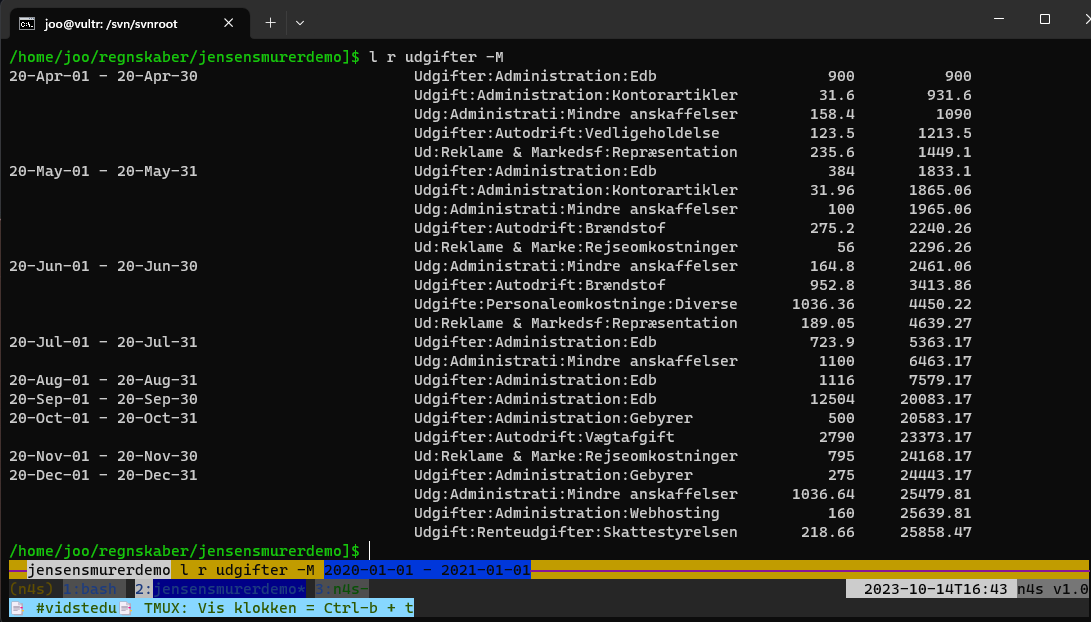 joo@vultr: /svn/svnroot
/home/joo/regnskaber/jensensmurerdemo]$ l r udgifter -M
20-Apr-01 - 20-Apr-30 Udgifter:Administration:Edb 900 900
Udgift:Administration:Kontorartikler 31.6 931.6
Udg:Administrati:Mindre anskaffelser 158.4 1090
Udgifter:Autodrift:Vedligeholdelse 123.5 1213.5
Ud:Reklame & Markedsf:Repræsentation 235.6 1449.1
20-May-01 - 20-May-31 Udgifter:Administration:Edb 384 1833.1
Udgift:Administration:Kontorartikler 31.96 1865.06
Udg:Administrati:Mindre anskaffelser 100 1965.06
Udgifter:Autodrift:Brændstof 275.2 2240.26
Ud:Reklame & Marke:Rejseomkostninger 56 2296.26
20-Jun-01 - 20-Jun-30 Udg:Administrati:Mindre anskaffelser 164.8 2461.06
Udgifter:Autodrift:Brændstof 952.8 3413.86
Udgifte:Personaleomkostninge:Diverse 1036.36 4450.22
Ud:Reklame & Markedsf:Repræsentation 189.05 4639.27
20-Jul-01 - 20-Jul-31 Udgifter:Administration:Edb 723.9 5363.17
Udg:Administrati:Mindre anskaffelser 1100 6463.17
20-Aug-01 - 20-Aug-31 Udgifter:Administration:Edb 1116 7579.17
20-Sep-01 - 20-Sep-30 Udgifter:Administration:Edb 12504 20083.17
20-Oct-01 - 20-Oct-31 Udgifter:Administration:Gebyrer 500 20583.17
Udgifter:Autodrift:Vægtafgift 2790 23373.17
20-Nov-01 - 20-Nov-30 Ud:Reklame & Marke:Rejseomkostninger 795 24168.17
20-Dec-01 - 20-Dec-31 Udgifter:Administration:Gebyrer 275 24443.17
Udg:Administrati:Mindre anskaffelser 1036.64 25479.81
Udgifter:Administration:Webhosting 160 25639.81
Udgift:Renteudgifter:Skattestyrelsen 218.66 25858.47
/home/joo/regnskaber/jensensmurerdemo]$
jensensmurerdemo l r udgifter -M 2020-01-01 - 2021-01-01
(n4s) 1:bash 2:jensensmurerdemo* 3:n4s- 2023-10-14T16:43 n4s v1.0
#vidstedu TMUX: Vis klokken = Ctrl-b + t